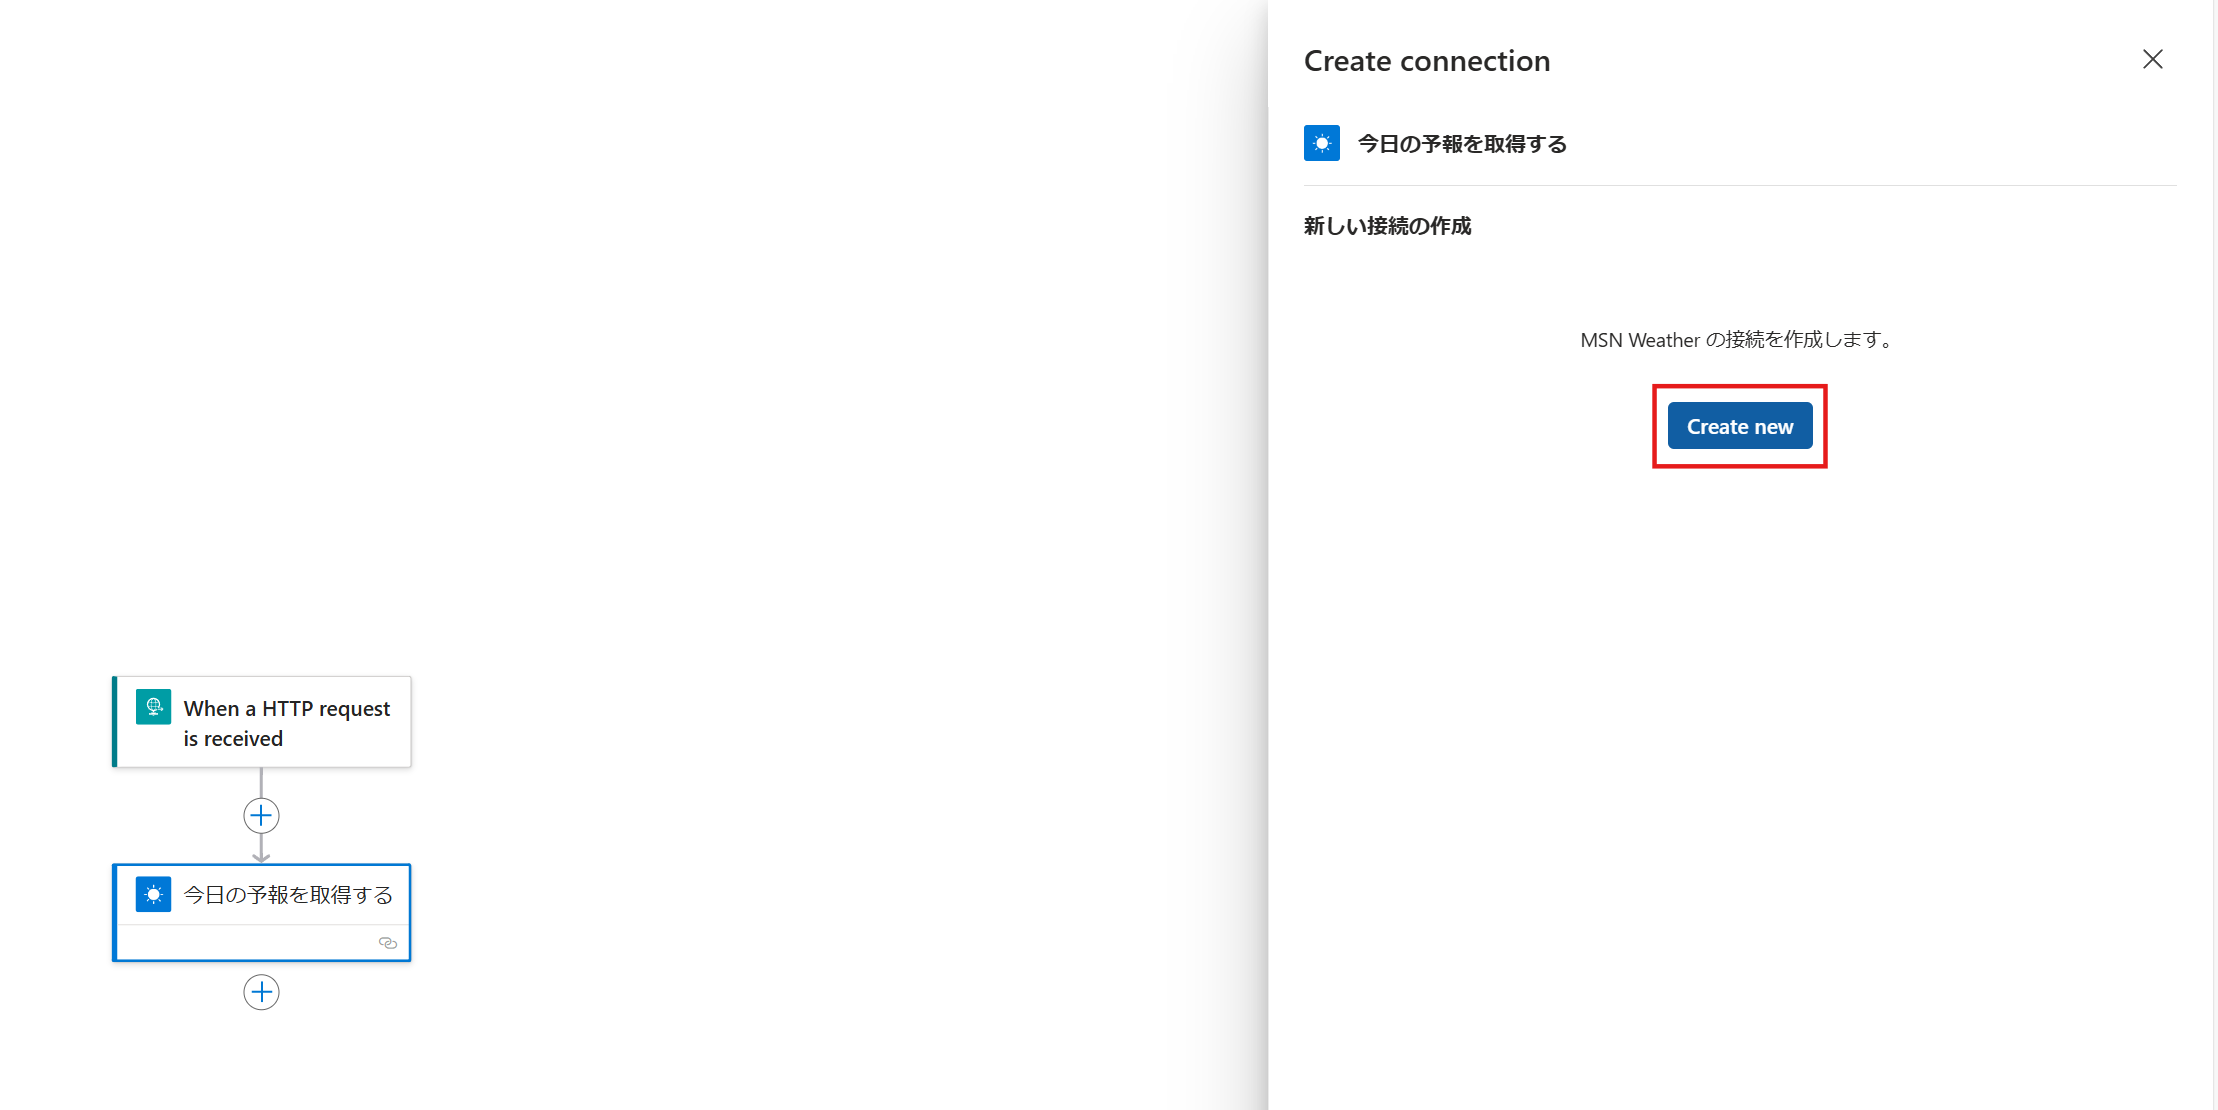 Create connection
今日の予報を取得する
新しい接続の作成
MSN Weather の接続を作成します。
Create new
When a HTTP request
is received
今日の予報を取得する